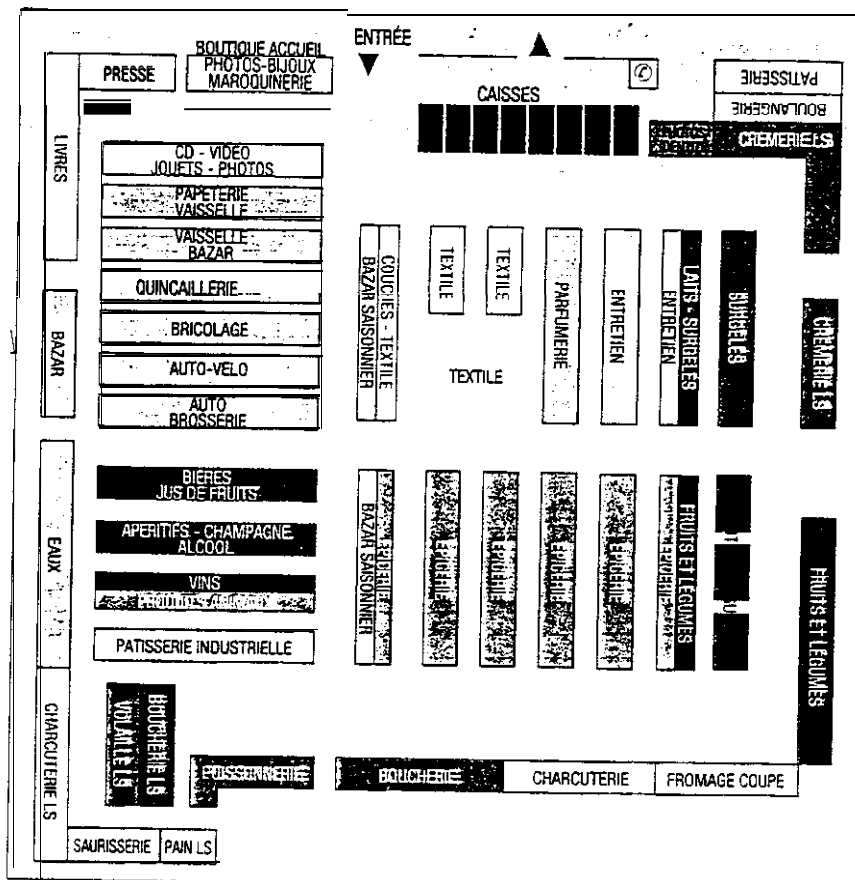 ENTRÉE
BOUTIQUE ACCUEIL
PHOTOS-BIJOUX
MAROQUINERIE
PRESSE
CAISSES
PATISSERIE
BOULANGERIE
CREMERIE LS
LIVRES
CD - VIDEO
JOUETS - PHOTOS
PAPETERIE
VAISSELLE
VAISSELLE
BAZAR
QUINCAILLERIE
BRICOLAGE
AUTO-VELO
AUTO
BROSSERIE
BAZAR
COUCHES - TEXTILE
BAZAR SAISONNIER
TEXTILE
TEXTILE
TEXTILE
PARFUMERIE
ENTRETIEN
LAITS - SURGELES
ENTRETIEN
SURGELES
CREMERIE LS
BIERES
JUS DE FRUITS
APERITIFS - CHAMPAGNE
ALCOOL
VINS
PATISSERIE INDUSTRIELLE
EAUX
EPICERIE
BAZAR SAISONNIER
EPICERIE
EPICERIE
EPICERIE
EPICERIE
FRUITS ET LEGUMES
EPICERIE
FRUITS ET LEGUMES
CHARCUTERIE LS
BOUCHERIE LS
VOLAILLE LS
POISSONNERIE
BOUCHERIE
CHARCUTERIE
FROMAGE COUPE
SAURISSERIE
PAIN LS